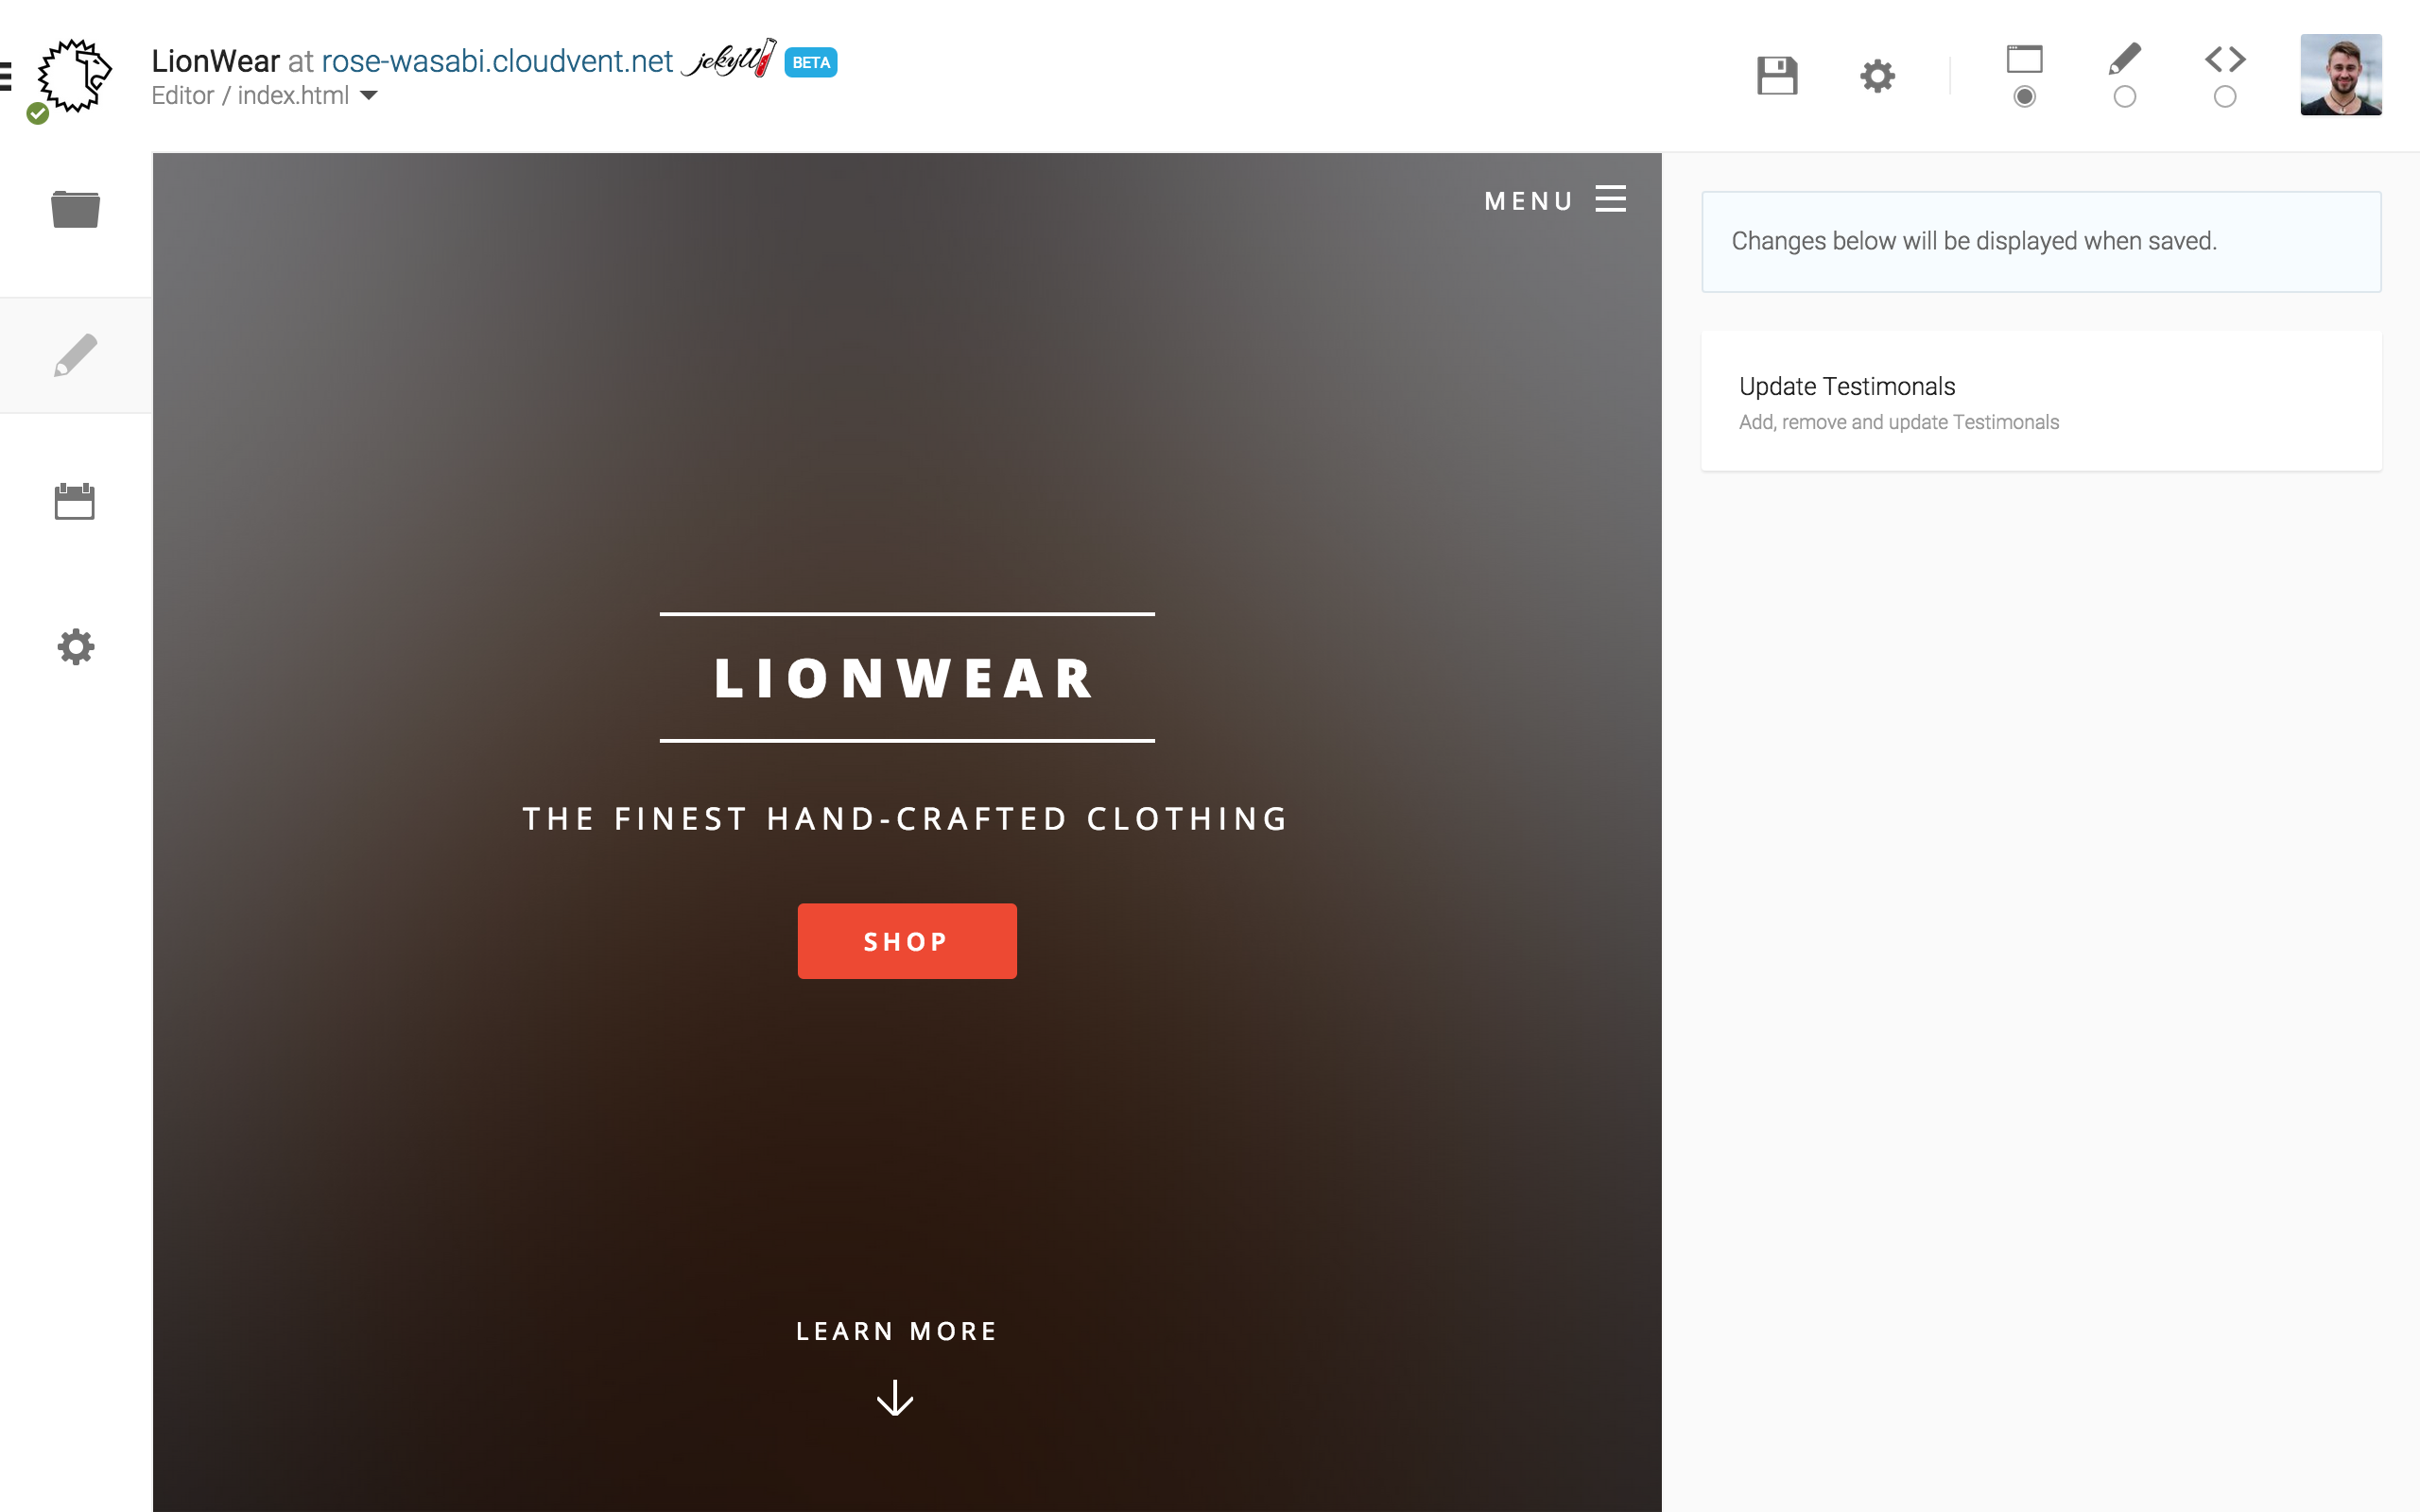 LionWear at rose-wasabi.cloudvent.net jekyll BETA
Editor / index.html
MENU
Changes below will be displayed when saved.
Update Testimonals
Add, remove and update Testimonals
LIONWEAR
THE FINEST HAND-CRAFTED CLOTHING
SHOP
LEARN MORE